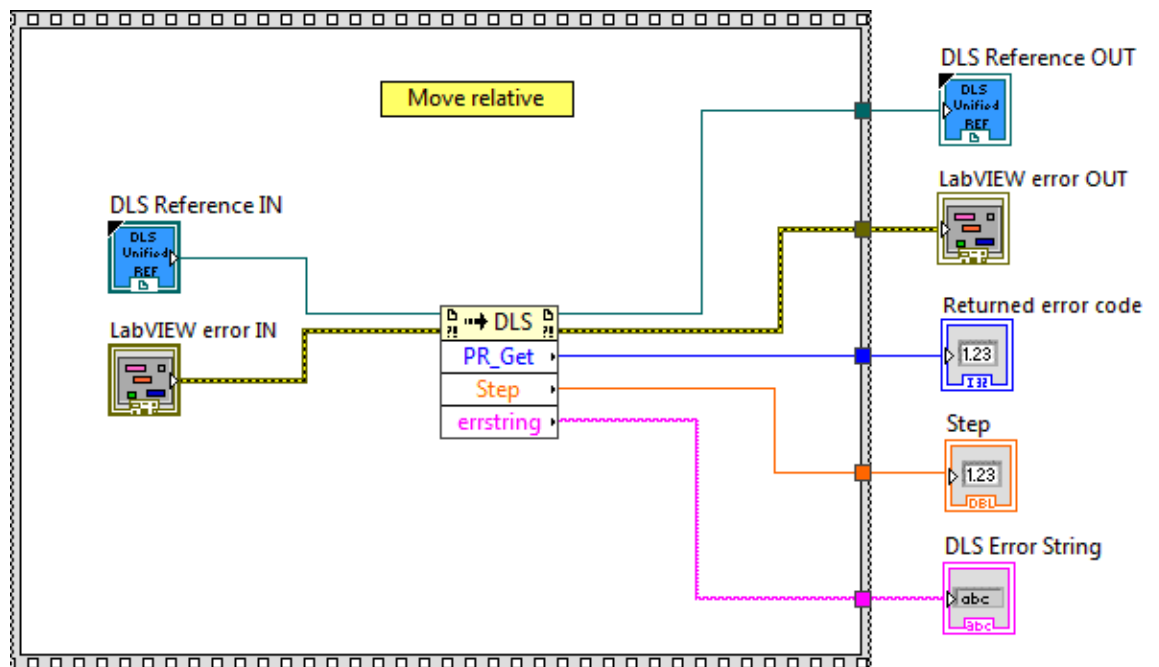 Move relative
DLS Reference IN
DLS
Unified
REF
LabVIEW error IN
DLS
PR_Get
Step
errstring
DLS Reference OUT
DLS
Unified
REF
LabVIEW error OUT
Returned error code
1.23
I32
Step
1.23
DBL
DLS Error String
abc
abc